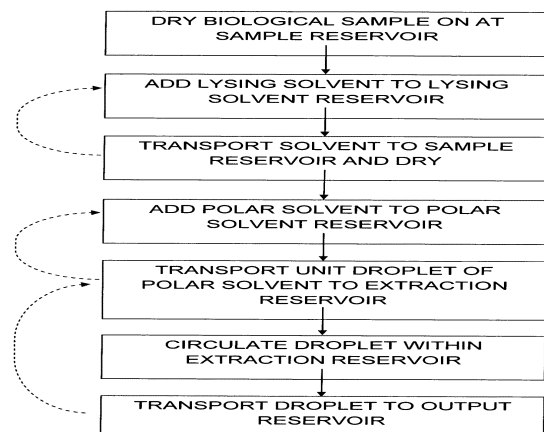 DRY BIOLOGICAL SAMPLE ON AT
SAMPLE RESERVOIR
ADD LYSING SOLVENT TO LYSING
SOLVENT RESERVOIR
TRANSPORT SOLVENT TO SAMPLE
RESERVOIR AND DRY
ADD POLAR SOLVENT TO POLAR
SOLVENT RESERVOIR
TRANSPORT UNIT DROPLET OF
POLAR SOLVENT TO EXTRACTION
RESERVOIR
CIRCULATE DROPLET WITHIN
EXTRACTION RESERVOIR
TRANSPORT DROPLET TO OUTPUT
RESERVOIR